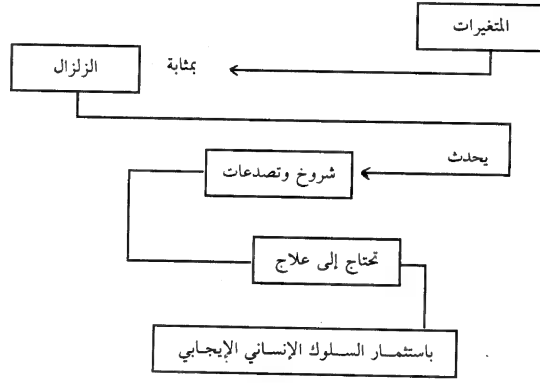 المتغيرات
بمثابة
الزلزال
يحدث
شروخ وتصدعات
تحتاج إلى علاج
باستثمار السلوك الإنساني الإيجابي